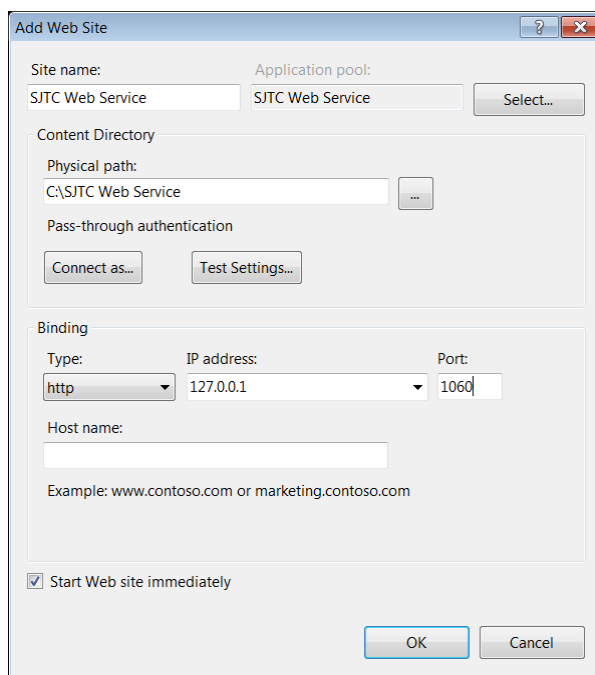 Add Web Site
?
Site name: Application pool:
SJTC Web Service SJTC Web Service Select...
Content Directory
Physical path:
C:\SJTC Web Service ...
Pass-through authentication
Connect as... Test Settings...
Binding
Type: IP address: Port:
http 127.0.0.1 1060
Host name:
Example: www.contoso.com or marketing.contoso.com
Start Web site immediately
OK Cancel